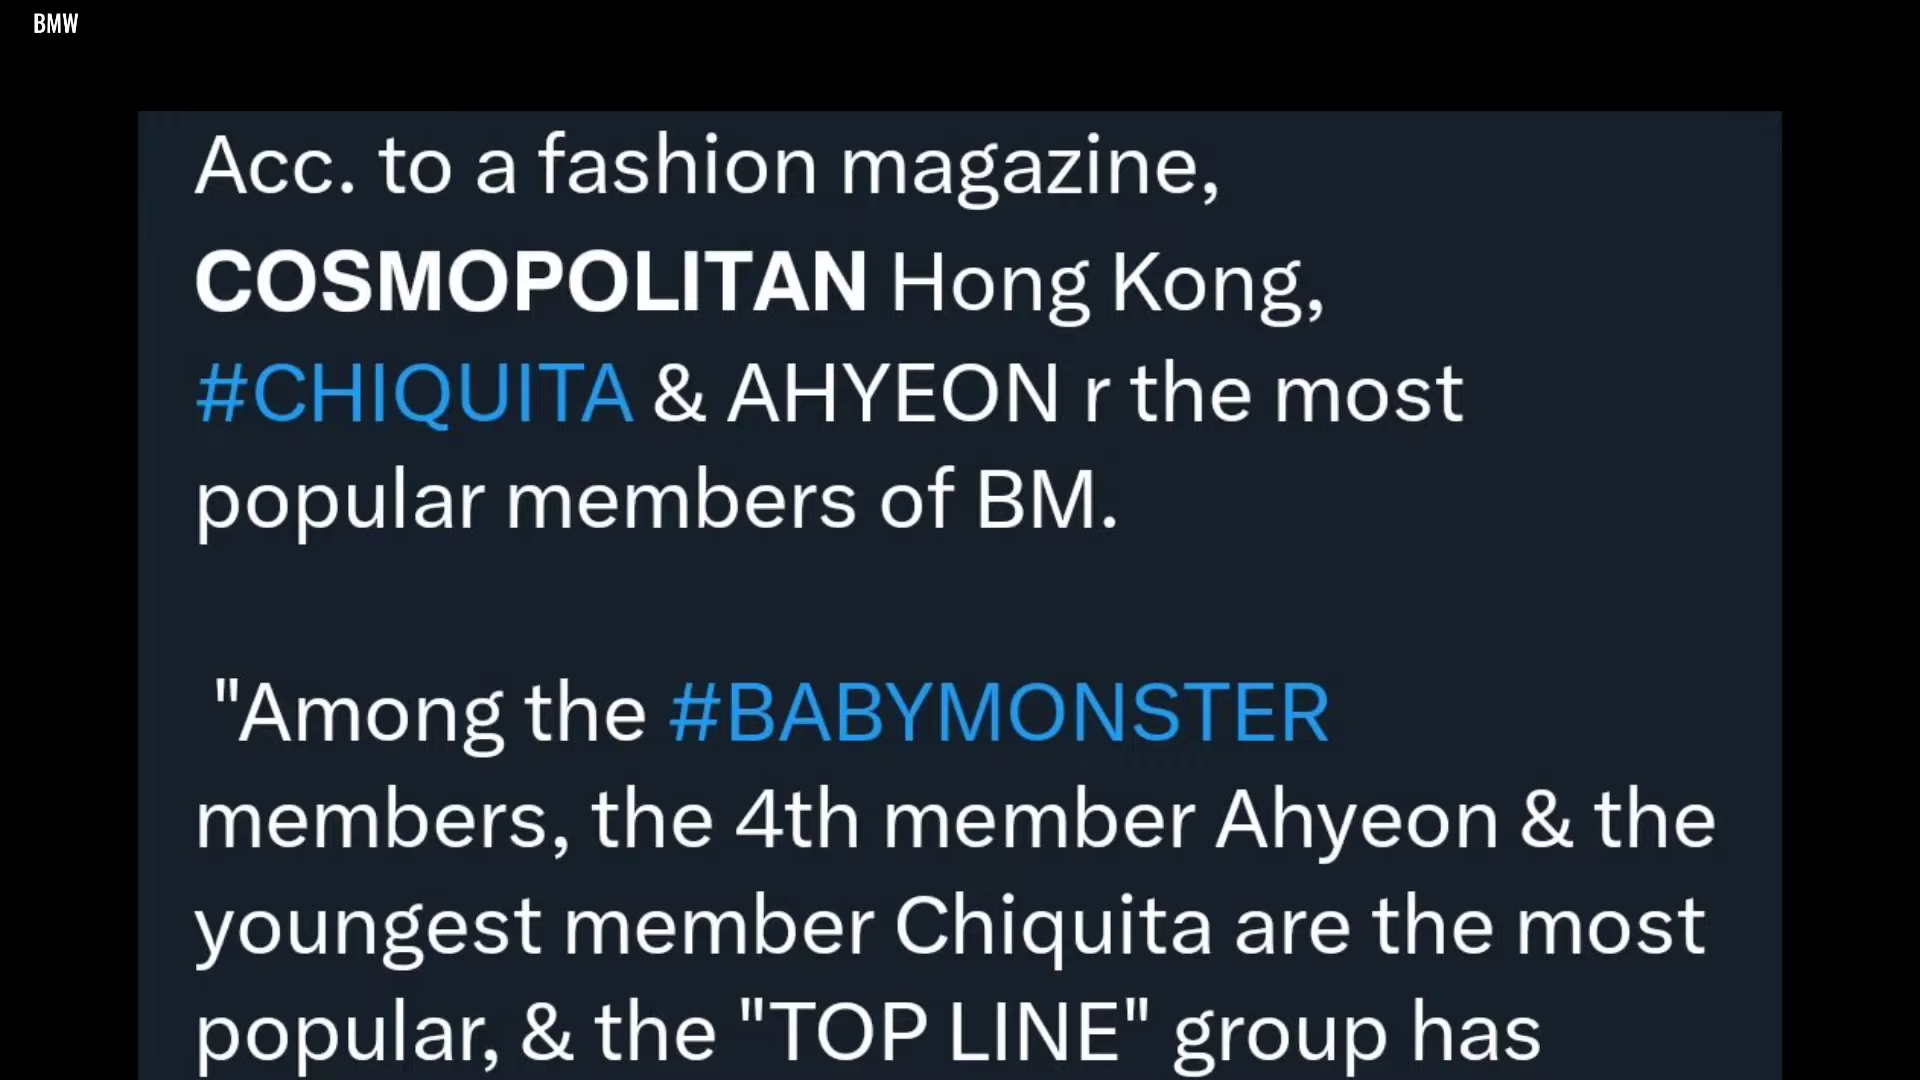 BMW
Acc. to a fashion magazine,
COSMOPOLITAN Hong Kong,
#CHIQUITA & AHYEON r the most
popular members of BM.
"Among the #BABYMONSTER
members, the 4th member Ahyeon & the
youngest member Chiquita are the most
popular, & the "TOP LINE" group has